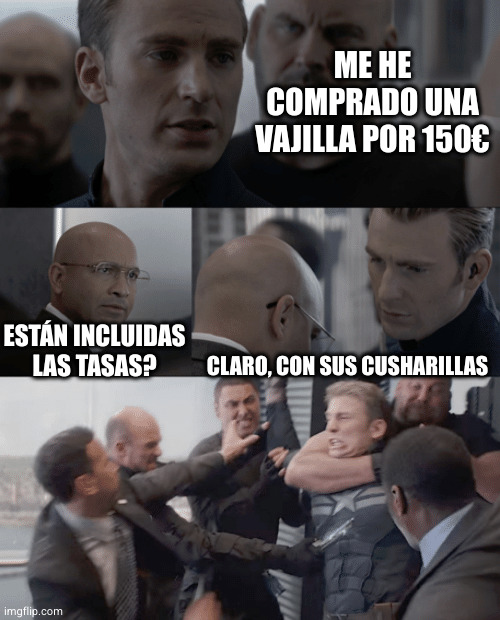 ME HE
COMPRADO UNA
VAJILLA POR 150€
ESTÁN INCLUIDAS
LAS TASAS?
CLARO, CON SUS CUSHARILLAS
imgflip.com